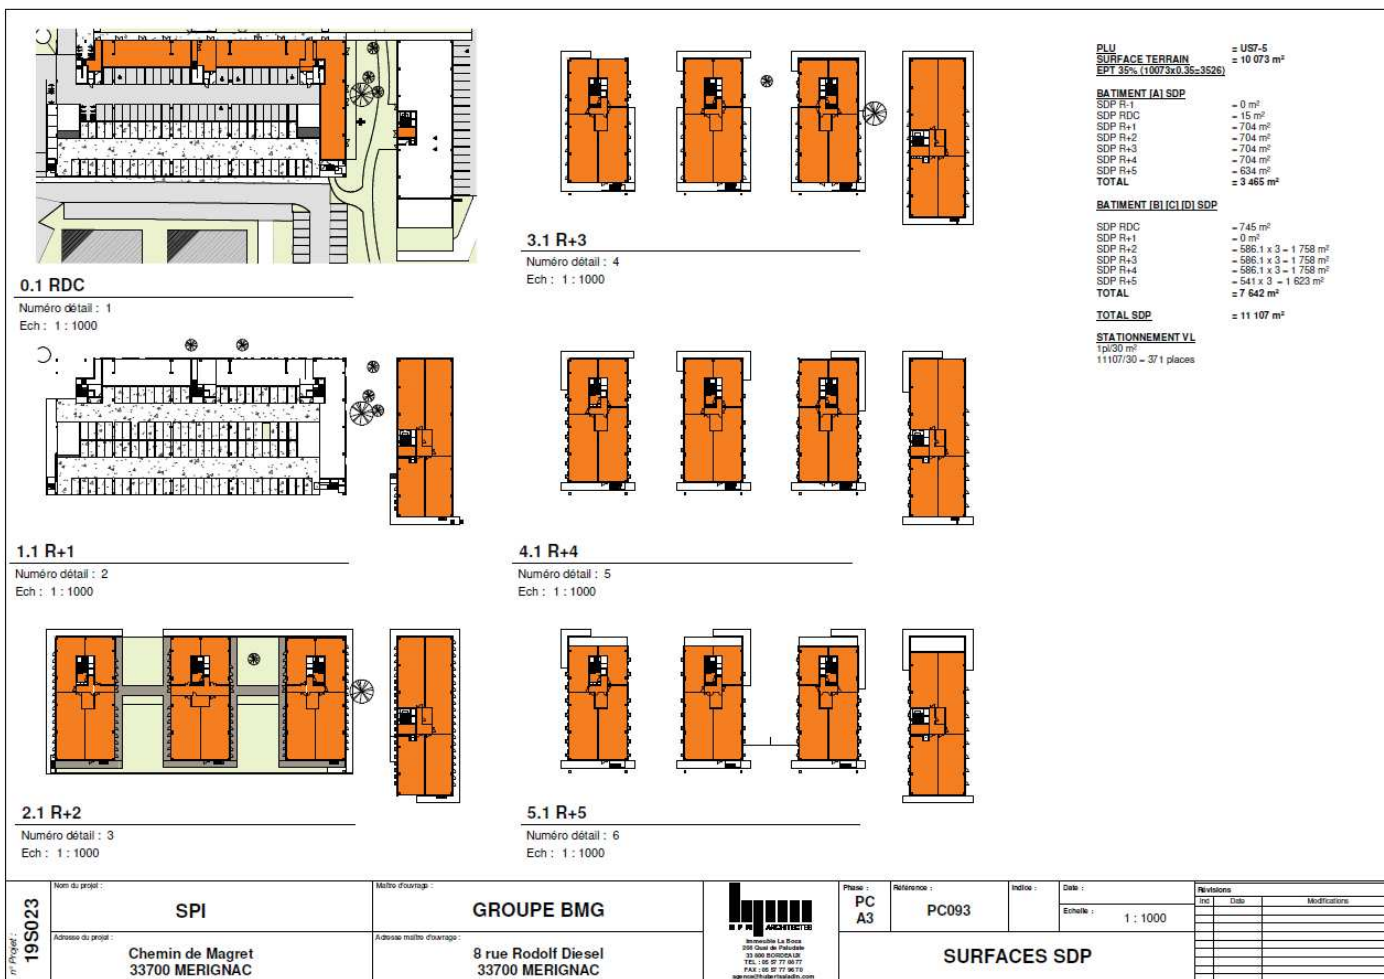 0.1 RDC
Numéro détail : 1
Ech : 1 : 1000
1.1 R+1
Numéro détail : 2
Ech : 1 : 1000
2.1 R+2
Numéro détail : 3
Ech : 1 : 1000
3.1 R+3
Numéro détail : 4
Ech : 1 : 1000
4.1 R+4
Numéro détail : 5
Ech : 1 : 1000
5.1 R+5
Numéro détail : 6
Ech : 1 : 1000
PLU = US7-5
SURFACE TERRAIN = 10 073 m²
EPT 35% (10073x0.35=3526)
BATIMENT [A] SDP
SDP R-1 = 0 m²
SDP RDC = 15 m²
SDP R+1 = 704 m²
SDP R+2 = 704 m²
SDP R+3 = 704 m²
SDP R+4 = 704 m²
SDP R+5 = 634 m²
TOTAL = 3 465 m²
BATIMENT [B] [C] [D] SDP
SDP RDC = 745 m²
SDP R+1 = 0 m²
SDP R+2 = 586.1 x 3 = 1 758 m²
SDP R+3 = 586.1 x 3 = 1 758 m²
SDP R+4 = 586.1 x 3 = 1 758 m²
SDP R+5 = 541 x 3 = 1 623 m²
TOTAL = 7 642 m²
TOTAL SDP = 11 107 m²
STATIONNEMENT VL
1pl/30 m²
11107/30 = 371 places
n° Projet :
19S023
Nom du projet :
SPI
Adresse du projet :
Chemin de Magret
33700 MERIGNAC
Maître d'ouvrage :
GROUPE BMG
Adresse maître d'ouvrage :
8 rue Rodolf Diesel
33700 MERIGNAC
ARCHITECTES
Immeuble La Boca
33 000 BORDEAUX
Phase :
PC
A3
Référence :
PC093
Indice :
Date :
Echelle :
1 : 1000
SURFACES SDP
Révisions
Ind Date Modifications